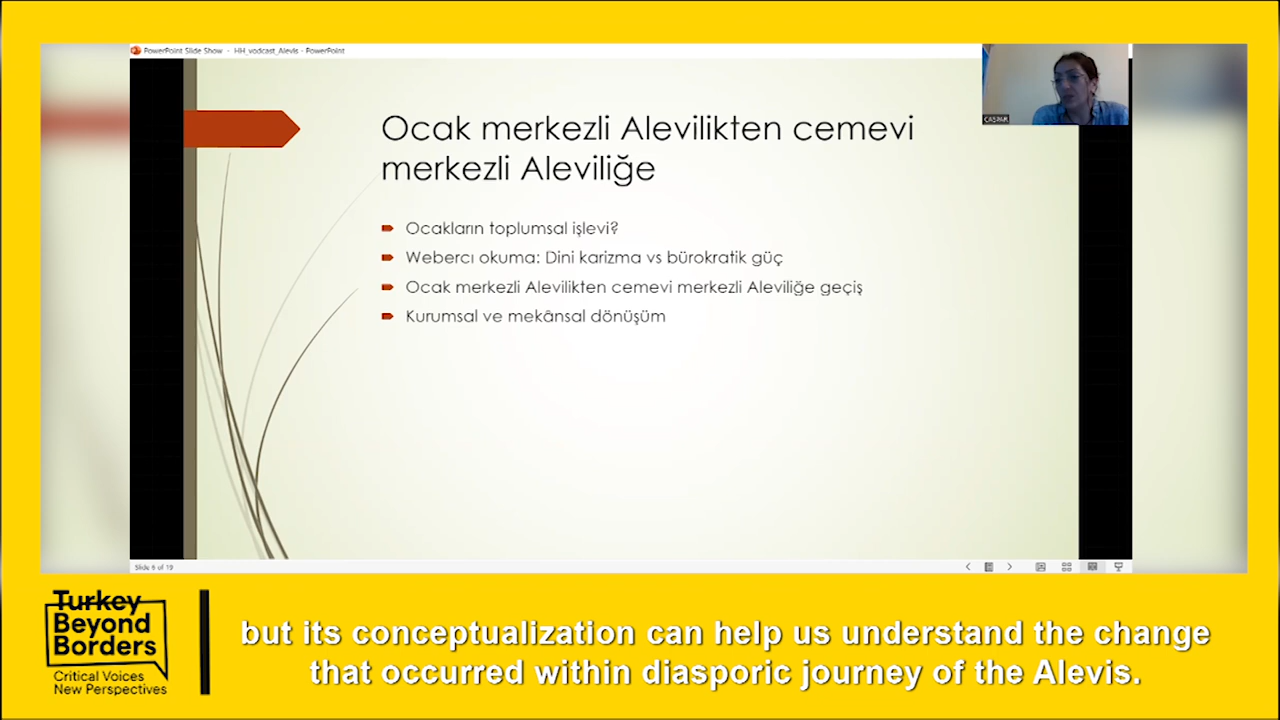 PowerPoint Slide Show - HH_vodcast_Alevis - PowerPoint
CASPAR
Ocak merkezli Alevilikten cemevi
merkezli Aleviliğe
Ocakların toplumsal işlevi?
Webercı okuma: Dini karizma vs bürokratik güç
Ocak merkezli Alevilikten cemevi merkezli Aleviliğe geçiş
Kurumsal ve mekânsal dönüşüm
Slide 6 of 19
Turkey
Beyond
Borders
Critical Voices
New Perspectives
but its conceptualization can help us understand the change
that occurred within diasporic journey of the Alevis.